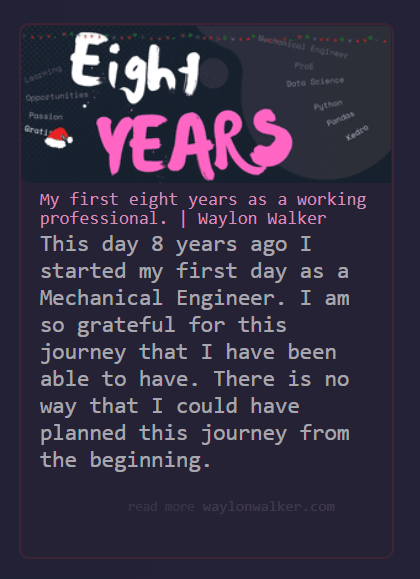 Eight
YEARS
Learning
Opportunities
Passion
Mechanical Engineer
ProE
Data Science
Python
Pandas
Kedro
My first eight years as a working
professional. | Waylon Walker
This day 8 years ago I
started my first day as a
Mechanical Engineer. I am
so grateful for this
journey that I have been
able to have. There is no
way that I could have
planned this journey from
the beginning.
read more waylonwalker.com